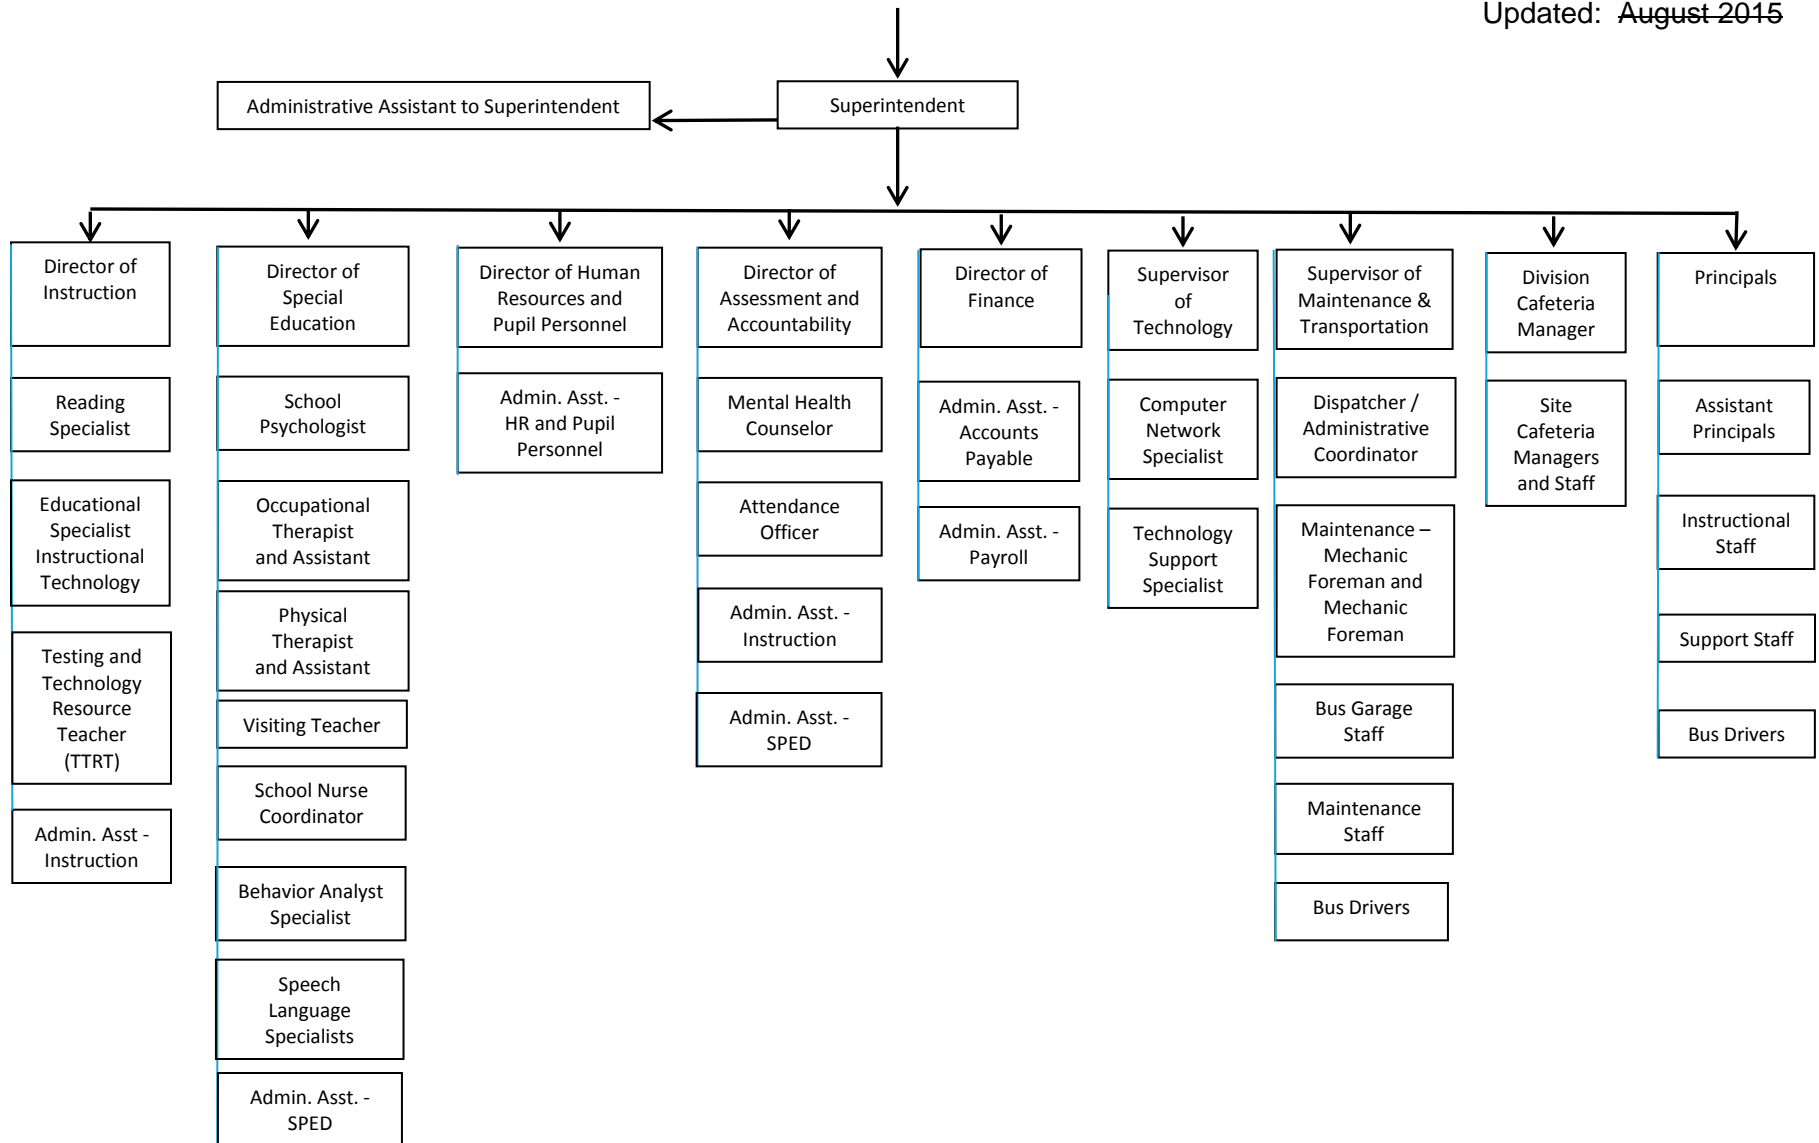 Updated: August 2015
Administrative Assistant to Superintendent
Superintendent
Director of
Instruction
Reading
Specialist
Educational
Specialist
Instructional
Technology
Testing and
Technology
Resource
Teacher
(TTRT)
Admin. Asst -
Instruction
Director of
Special
Education
School
Psychologist
Occupational
Therapist
and Assistant
Physical
Therapist
and Assistant
Visiting Teacher
School Nurse
Coordinator
Behavior Analyst
Specialist
Speech
Language
Specialists
Admin. Asst. -
SPED
Director of Human
Resources and
Pupil Personnel
Admin. Asst. -
HR and Pupil
Personnel
Director of
Assessment and
Accountability
Mental Health
Counselor
Attendance
Officer
Admin. Asst. -
Instruction
Admin. Asst. -
SPED
Director of
Finance
Admin. Asst. -
Accounts
Payable
Admin. Asst. -
Payroll
Supervisor
of
Technology
Computer
Network
Specialist
Technology
Support
Specialist
Supervisor of
Maintenance &
Transportation
Dispatcher /
Administrative
Coordinator
Maintenance –
Mechanic
Foreman and
Mechanic
Foreman
Bus Garage
Staff
Maintenance
Staff
Bus Drivers
Division
Cafeteria
Manager
Site
Cafeteria
Managers
and Staff
Principals
Assistant
Principals
Instructional
Staff
Support Staff
Bus Drivers